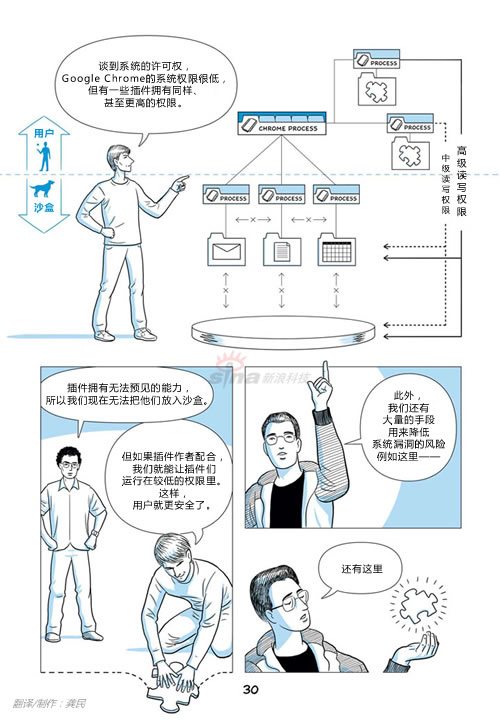 谈到系统的许可权，
Google Chrome的系统权限很低，
但有一些插件拥有同样、
甚至更高的权限。
PROCESS
CHROME PROCESS
PROCESS
用户
沙盒
PROCESS
PROCESS
PROCESS
中级读写权限
高级读写权限
sina 新浪科技
插件拥有无法预见的能力，
所以我们现在无法把他们放入沙盒。
但如果插件作者配合，
我们就能让插件们
运行在较低的权限里。
这样，
用户就更安全了。
此外，
我们还有
大量的手段
用来降低
系统漏洞的风险
例如这里——
还有这里
30
翻译/制作：龚民